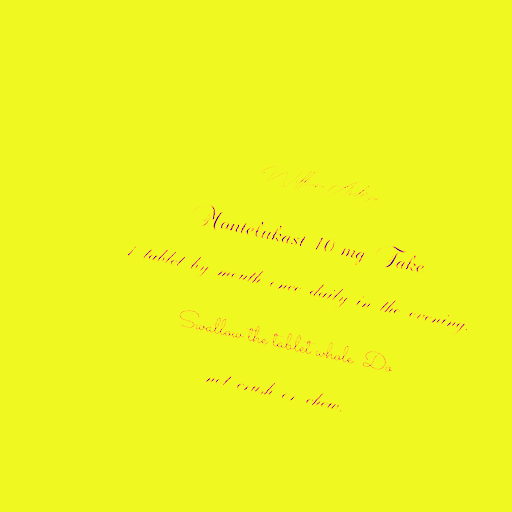 Montelukast 10 mg Take
1 tablet by mouth once daily in the evening.
Swallow the tablet whole. Do
not crush or chew.